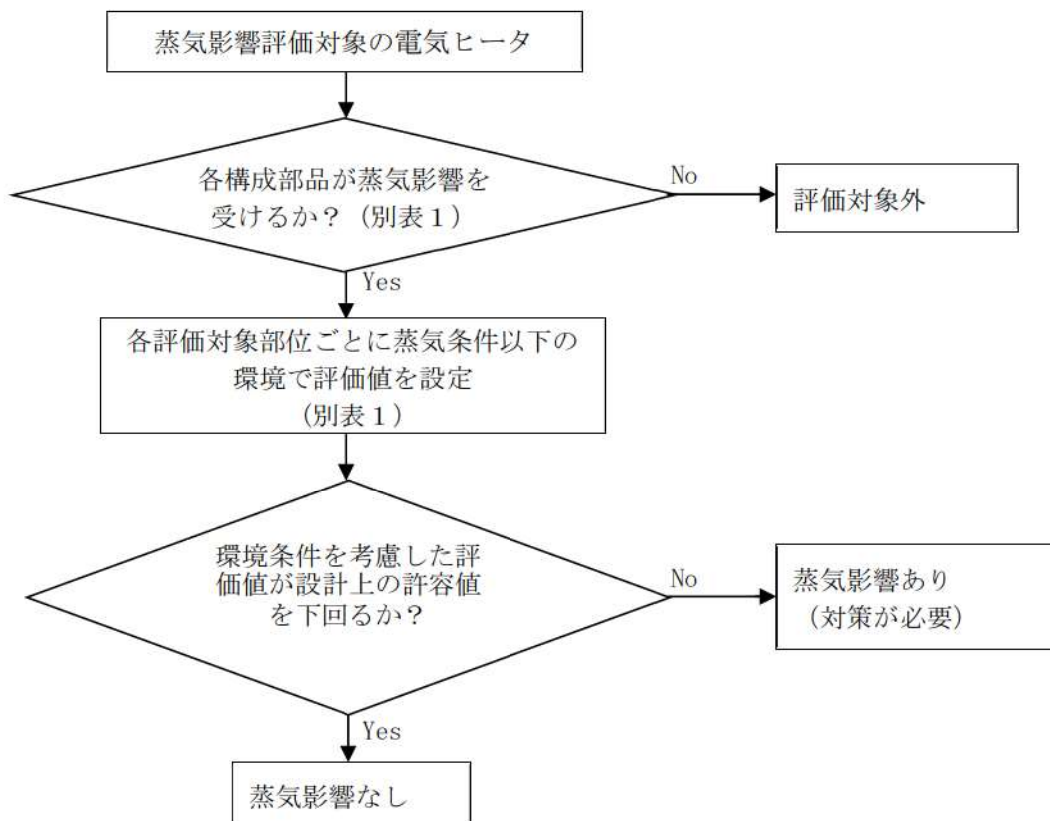 蒸気影響評価対象の電気ヒータ
各構成部品が蒸気影響を
受けるか？（別表１）
No
評価対象外
Yes
各評価対象部位ごとに蒸気条件以下の
環境で評価値を設定
（別表１）
環境条件を考慮した評
価値が設計上の許容値
を下回るか？
No
蒸気影響あり
（対策が必要）
Yes
蒸気影響なし